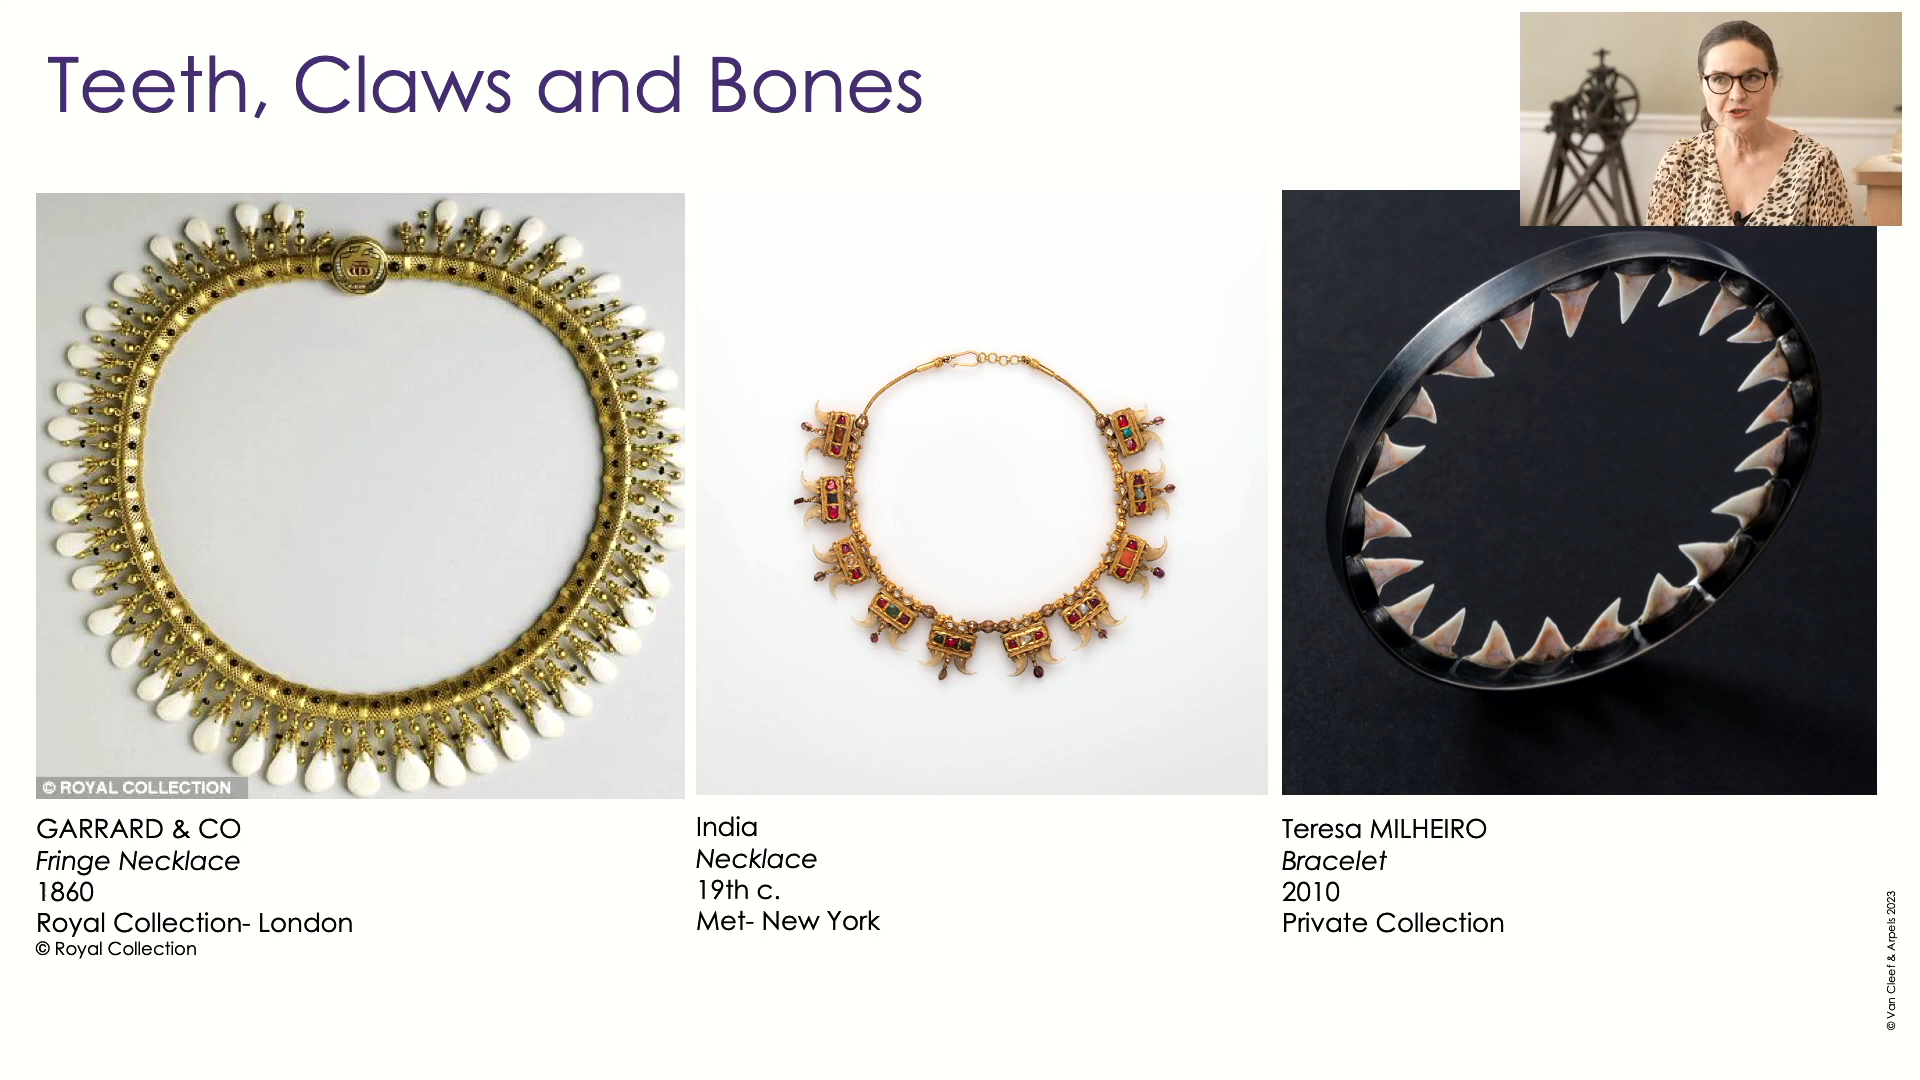 Teeth, Claws and Bones
© ROYAL COLLECTION
GARRARD & CO
Fringe Necklace
1860
Royal Collection- London
© Royal Collection
India
Necklace
19th c.
Met- New York
Teresa MILHEIRO
Bracelet
2010
Private Collection
© Van Cleef & Arpels 2023